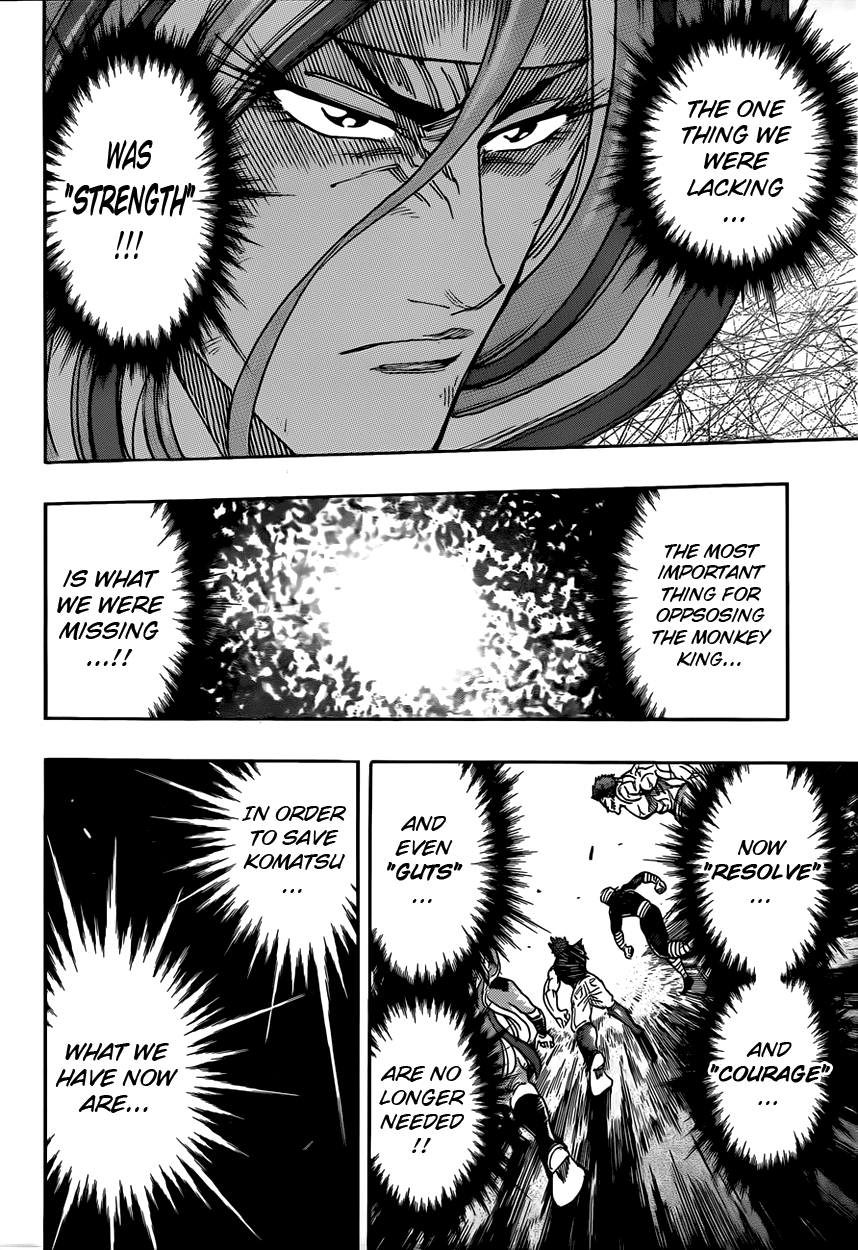 THE ONE
THING WE
WERE
LACKING
...
WAS
"STRENGTH"
!!!
THE MOST
IMPORTANT
THING FOR
OPPSOSING
THE MONKEY
KING...
IS WHAT
WE WERE
MISSING
...!!
NOW
"RESOLVE"
...
AND
"COURAGE"
...
AND
EVEN
"GUTS"
...
ARE NO
LONGER
NEEDED
!!
IN ORDER
TO SAVE
KOMATSU
...
WHAT WE
HAVE NOW
ARE...